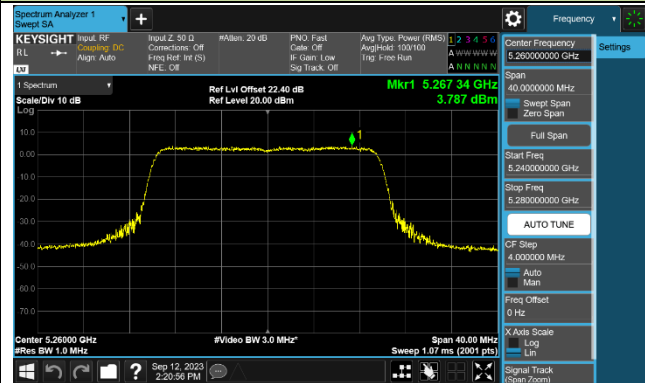 Spectrum Analyzer 1
Swept SA
+
Frequency
KEYSIGHT
Input: RF
Input Z: 50 Ω
#Atten: 20 dB
PNO: Fast
Avg Type: Power (RMS)
1 2 3 4 5 6
RL
Coupling: DC
Corrections: Off
Gate: Off
Avg|Hold: 100/100
A WWWWW
Align: Auto
Freq Ref: Int (S)
IF Gain: Low
Trig: Free Run
NFE: Off
Sig Track: Off
A N N N N N
LXI
1 Spectrum
Ref Lvl Offset 22.40 dB
Mkr1 5.267 34 GHz
Scale/Div 10 dB
Ref Level 20.00 dBm
3.787 dBm
Log
10.0
0.00
-10.0
-20.0
-30.0
-40.0
-50.0
-60.0
-70.0
1
Center 5.26000 GHz
#Video BW 3.0 MHz*
Span 40.00 MHz
#Res BW 1.0 MHz
Sweep 1.07 ms (2001 pts)
?
Sep 12, 2023
2:20:56 PM
Center Frequency
5.260000000 GHz
Settings
Span
40.0000000 MHz
Swept Span
Zero Span
Full Span
Start Freq
5.240000000 GHz
Stop Freq
5.280000000 GHz
AUTO TUNE
CF Step
4.000000 MHz
Auto
Man
Freq Offset
0 Hz
X Axis Scale
Log
Lin
Signal Track
(Span Zoom)